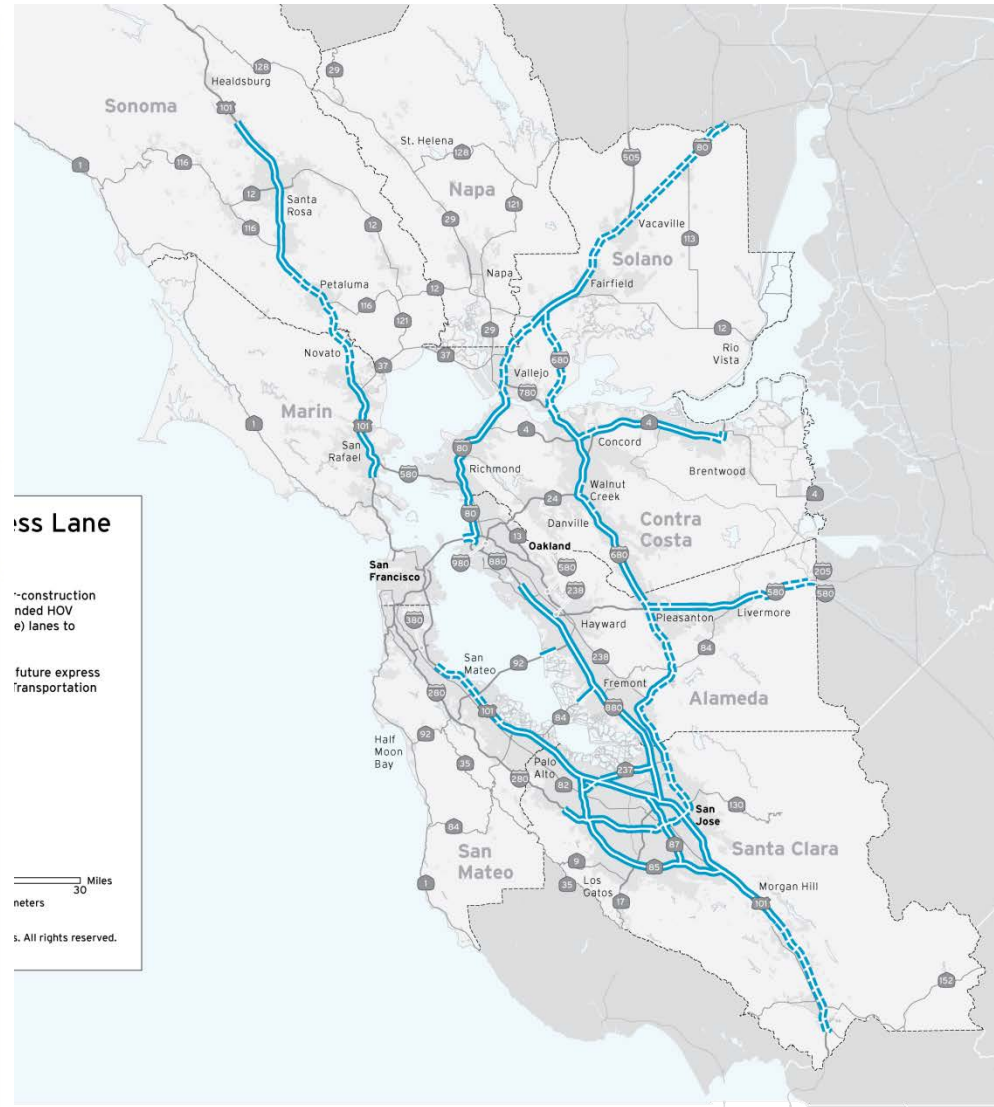 128
29
Healdsburg
Sonoma
101
St. Helena
128
505
80
1
116
12
Santa
Rosa
Napa
121
Vacaville
113
116
12
29
Solano
Petaluma
Napa
Fairfield
116
12
121
29
12
Rio
Vista
Novato
37
37
680
Vallejo
780
Marin
1
101
San
Rafael
580
80
Richmond
4
Concord
4
Brentwood
4
Walnut
Creek
24
80
Danville
Contra
Costa
13
Oakland
680
San
Francisco
980
880
580
238
205
580
580
Livermore
Pleasanton
Hayward
380
San
Mateo
92
238
84
Fremont
280
101
84
880
Alameda
92
Half
Moon
Bay
35
280
Palo
Alto
82
237
San
Jose
130
84
San
Mateo
87
Santa Clara
9
85
35
Los
Gatos
17
Morgan Hill
1
101
152
ess Lane
r-construction
nded HOV
e) lanes to
future express
Transportation
Miles
30
meters
s. All rights reserved.